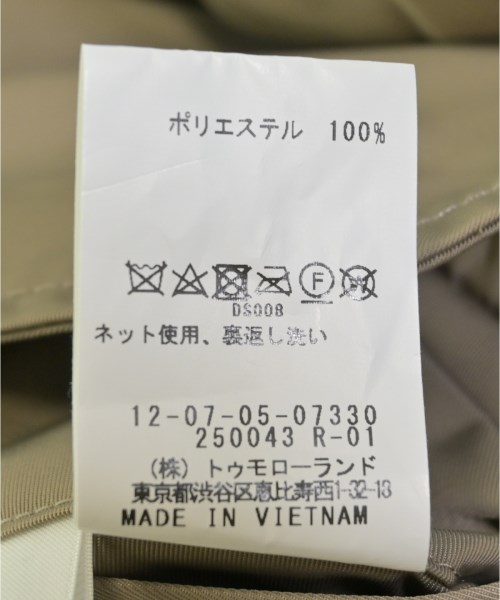 ポリエステル 100%
F W
DS008
ネット使用、裏返し洗い
12-07-05-07330
250043 R-01
(株) トゥモローランド
東京都渋谷区恵比寿西1-32-18
MADE IN VIETNAM